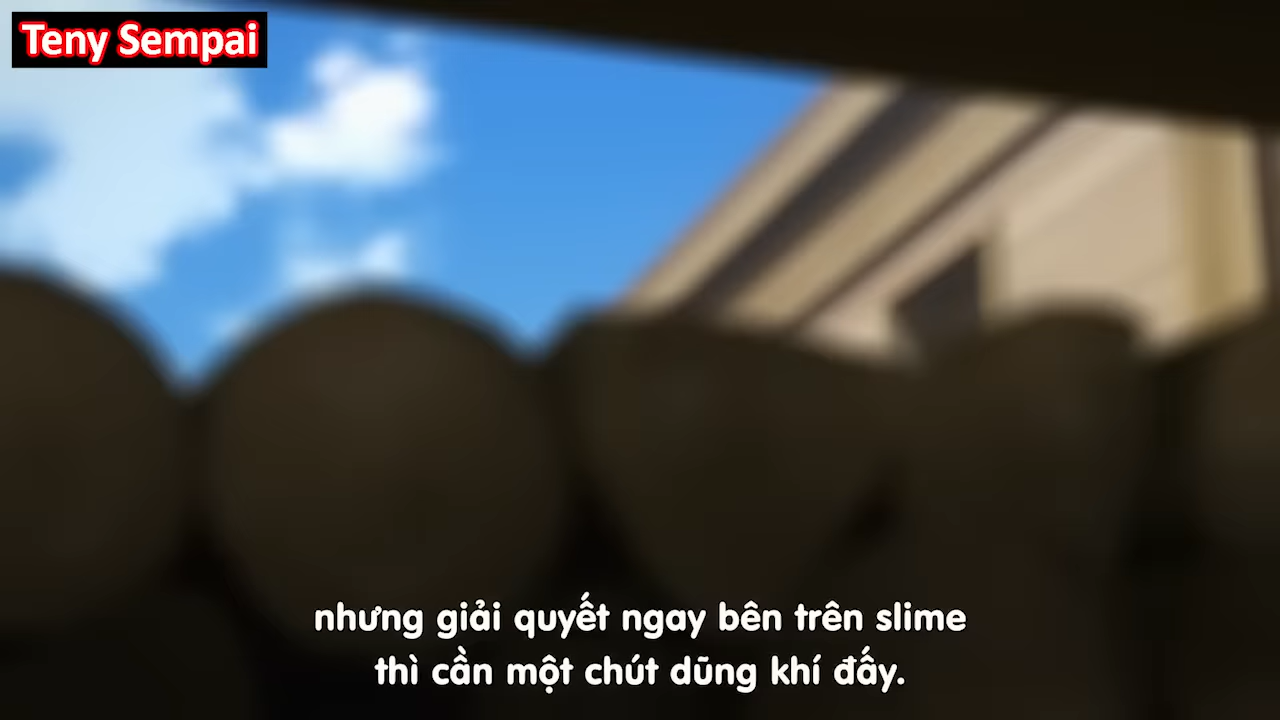 Teny Sempai
nhưng giải quyết ngay bên trên slime
thì cần một chút dũng khí đấy.